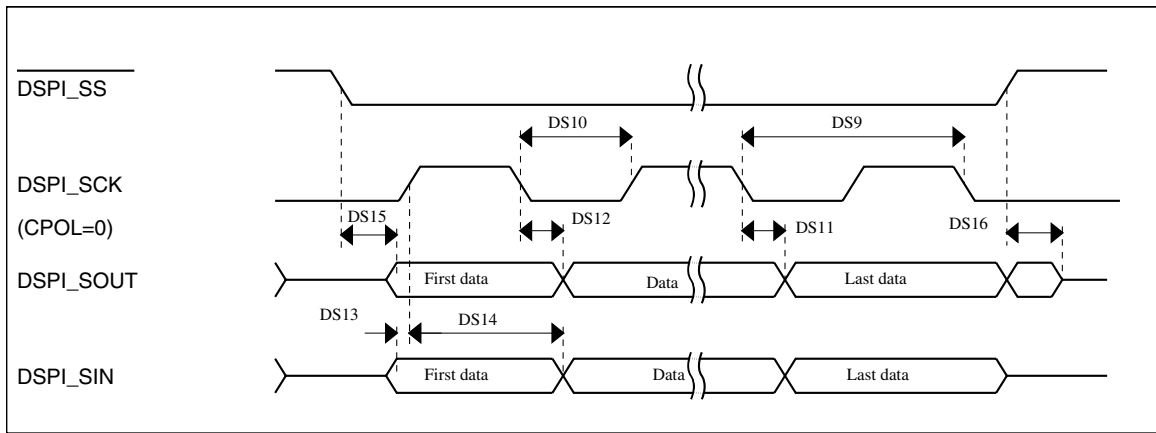 DSPI_SS
DS10
DS9
DSPI_SCK
(CPOL=0)
DS15
DS12
DS11
DS16
DSPI_SOUT
First data
Data
Last data
DS13
DS14
DSPI_SIN
First data
Data
Last data